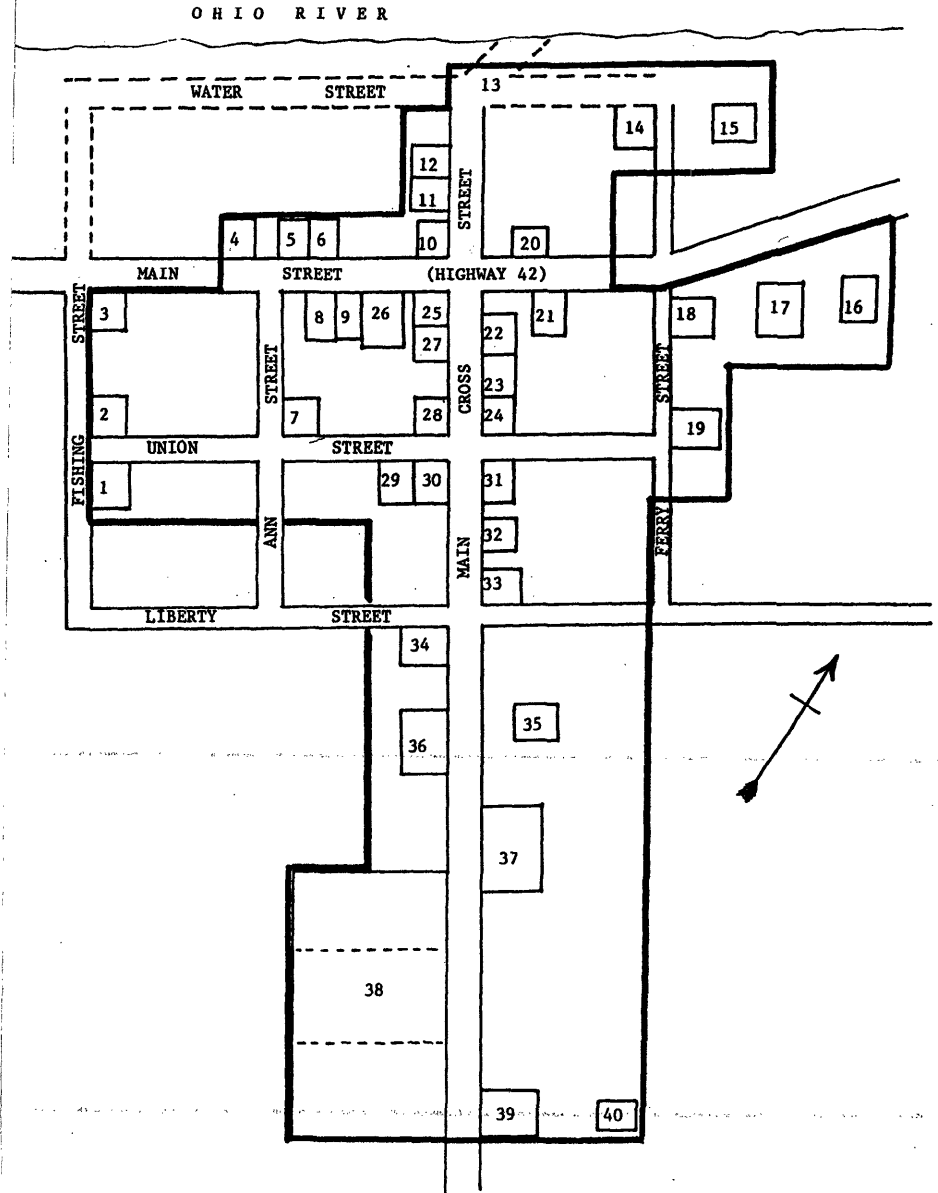 OHIO RIVER
WATER STREET
13
14
15
12
11
STREET
4
5
6
10
20
MAIN STREET (HIGHWAY 42)
STREET
3
8
9
26
25
21
18
17
16
22
27
STREET
CROSS
STREET
23
2
7
28
24
19
UNION STREET
FISHING
1
29
30
31
ANN
MAIN
32
FERRY
33
LIBERTY STREET
34
35
36
37
38
39
40